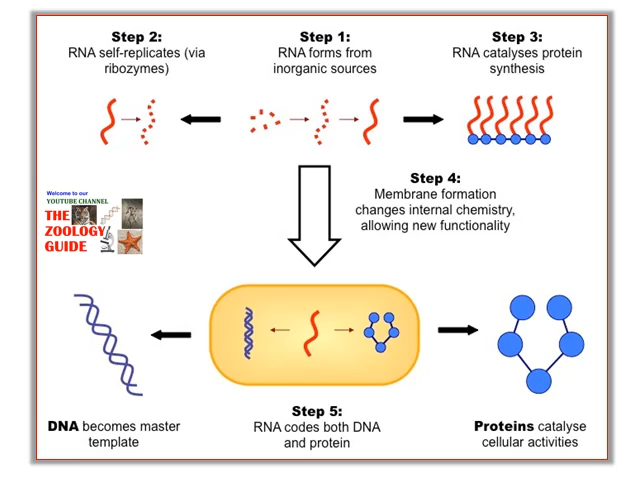 Step 2:
RNA self-replicates (via
ribozymes)
Step 1:
RNA forms from
inorganic sources
Step 3:
RNA catalyses protein
synthesis
Step 4:
Membrane formation
changes internal chemistry,
allowing new functionality
Welcome to our
YOUTUBE CHANNEL
THE
ZOOLOGY
GUIDE
DNA becomes master
template
Step 5:
RNA codes both DNA
and protein
Proteins catalyse
cellular activities